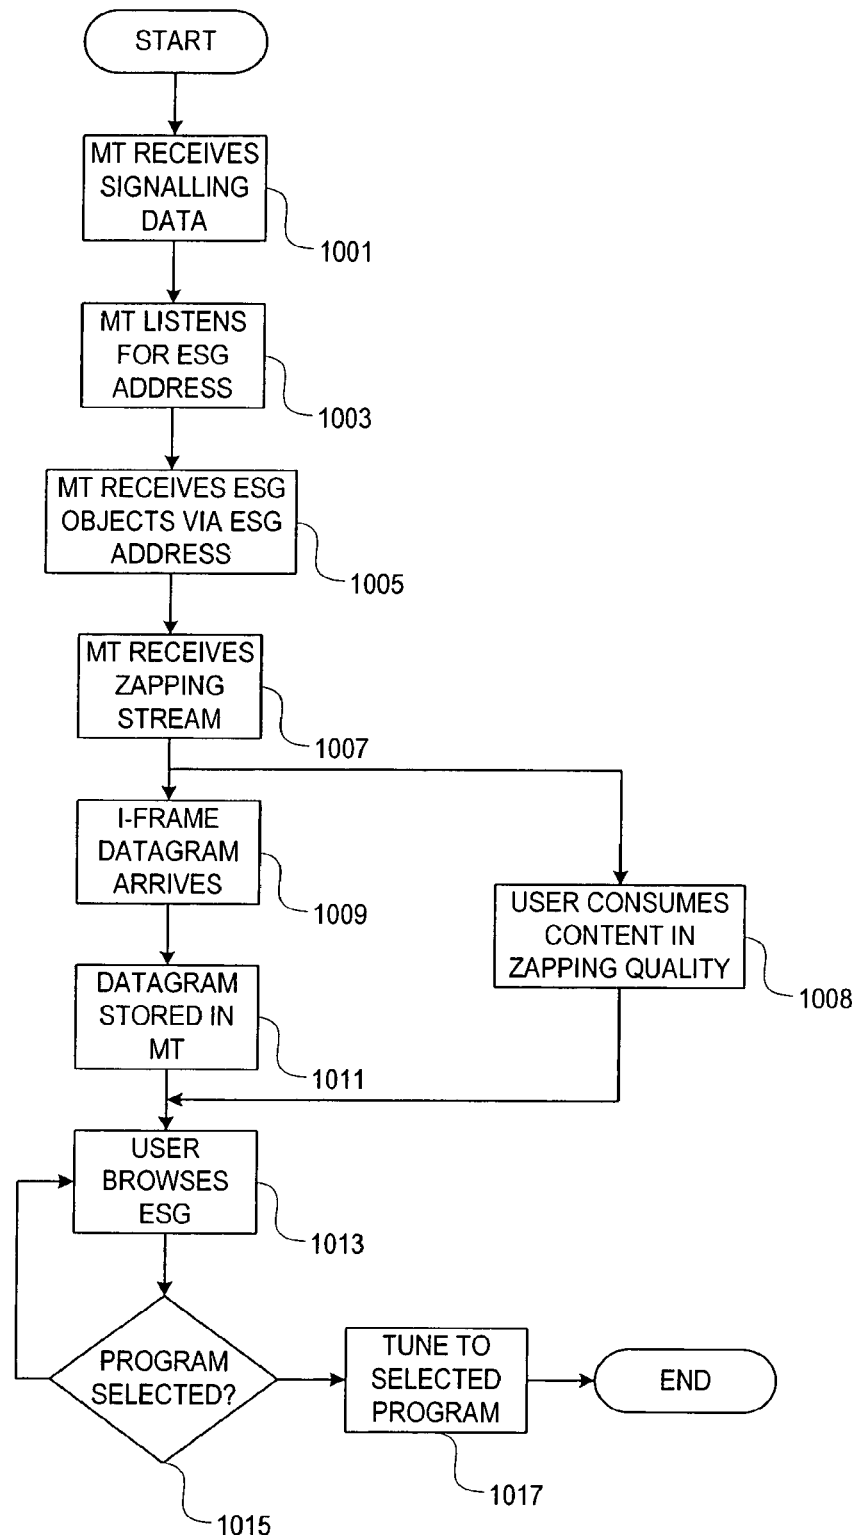 START
MT RECEIVES
SIGNALLING
DATA
1001
MT LISTENS
FOR ESG
ADDRESS
1003
MT RECEIVES ESG
OBJECTS VIA ESG
ADDRESS
1005
MT RECEIVES
ZAPPING
STREAM
1007
I-FRAME
DATAGRAM
ARRIVES
1009
USER CONSUMES
CONTENT IN
ZAPPING QUALITY
1008
DATAGRAM
STORED IN
MT
1011
USER
BROWSES
ESG
1013
PROGRAM
SELECTED?
1015
TUNE TO
SELECTED
PROGRAM
1017
END